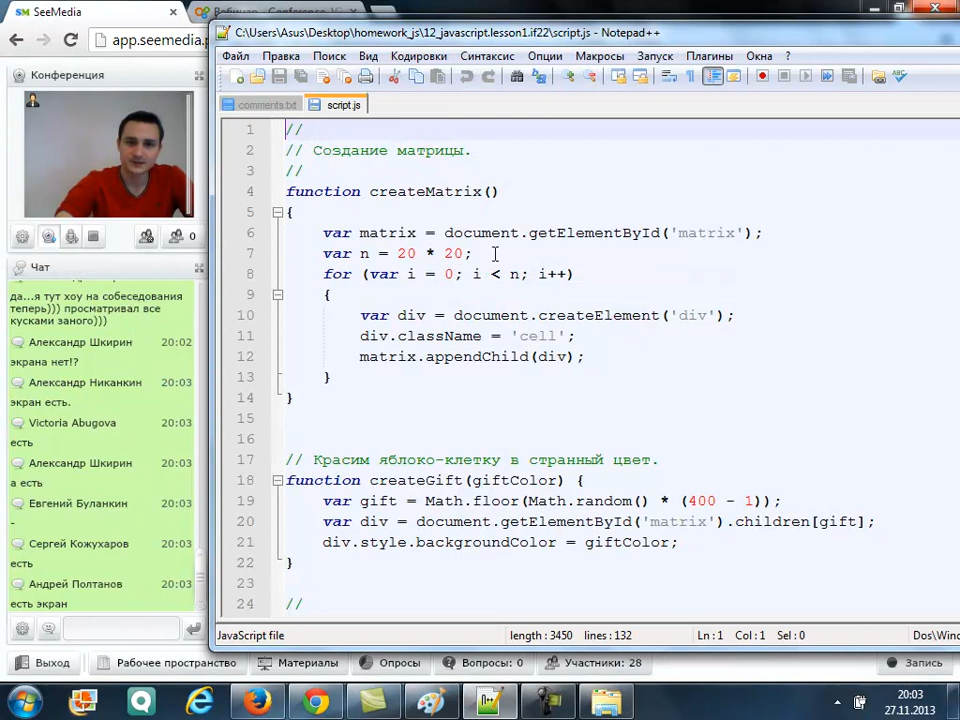 SeeMedia
Вебинар - Conference
app.seemedia.
C:\Users\Asus\Desktop\homework_js\12_javascript.lesson1.if22\script.js - Notepad++
Файл Правка Поиск Вид Кодировки Синтаксис Опции Макросы Запуск Плагины Окна ?
comments.txt script.js
Конференция
0
Чат
да...я тут хоу на собеседования
теперь))) просматривал все
кусками заного)))
Александр Шкирин 20:02
экрана нет!?
Александр Никанкин 20:03
экран есть.
Victoria Abugova 20:03
есть
Александр Шкирин 20:03
а есть
Евгений Буланкин 20:03
-
Сергей Кожухаров 20:03
есть
Андрей Полтанов 20:03
есть экран
1 //
2 // Создание матрицы.
3 //
4 function createMatrix()
5 {
6 var matrix = document.getElementById('matrix');
7 var n = 20 * 20;
8 for (var i = 0; i < n; i++)
9 {
10 var div = document.createElement('div');
11 div.className = 'cell';
12 matrix.appendChild(div);
13 }
14 }
15
16
17 // Красим яблоко-клетку в странный цвет.
18 function createGift(giftColor) {
19 var gift = Math.floor(Math.random() * (400 - 1));
20 var div = document.getElementById('matrix').children[gift];
21 div.style.backgroundColor = giftColor;
22 }
23
24 //
JavaScript file length : 3450 lines : 132 Ln : 1 Col : 1 Sel : 0 Dos\Wind
Выход Рабочее пространство Материалы Опросы Вопросы: 0 Участники: 28 Запись
20:03
27.11.2013